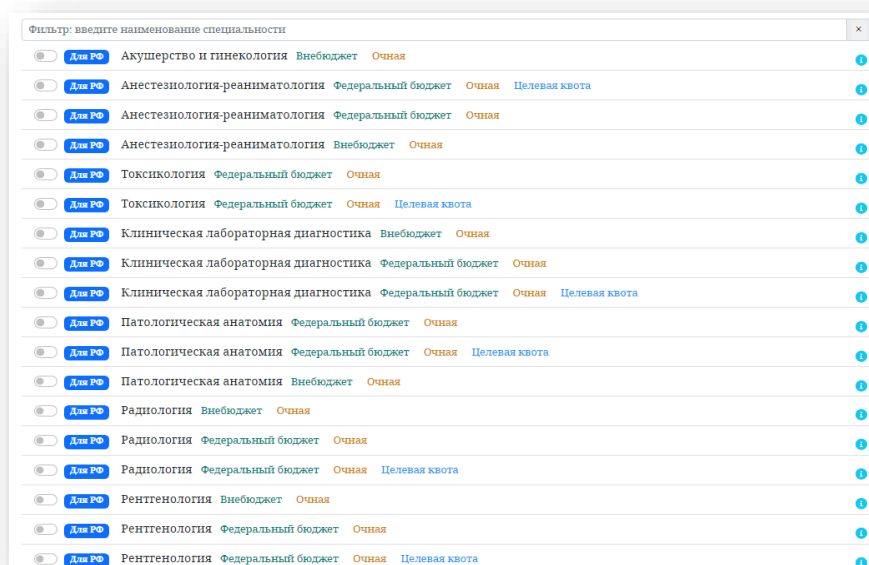 Фильтр: введите наименование специальности ×
Для РФ Акушерство и гинекология Внебюджет Очная i
Для РФ Анестезиология-реаниматология Федеральный бюджет Очная Целевая квота i
Для РФ Анестезиология-реаниматология Федеральный бюджет Очная i
Для РФ Анестезиология-реаниматология Внебюджет Очная i
Для РФ Токсикология Федеральный бюджет Очная i
Для РФ Токсикология Федеральный бюджет Очная Целевая квота i
Для РФ Клиническая лабораторная диагностика Внебюджет Очная i
Для РФ Клиническая лабораторная диагностика Федеральный бюджет Очная i
Для РФ Клиническая лабораторная диагностика Федеральный бюджет Очная Целевая квота i
Для РФ Патологическая анатомия Федеральный бюджет Очная i
Для РФ Патологическая анатомия Федеральный бюджет Очная Целевая квота i
Для РФ Патологическая анатомия Внебюджет Очная i
Для РФ Радиология Внебюджет Очная i
Для РФ Радиология Федеральный бюджет Очная i
Для РФ Радиология Федеральный бюджет Очная Целевая квота i
Для РФ Рентгенология Внебюджет Очная i
Для РФ Рентгенология Федеральный бюджет Очная i
Для РФ Рентгенология Федеральный бюджет Очная Целевая квота i